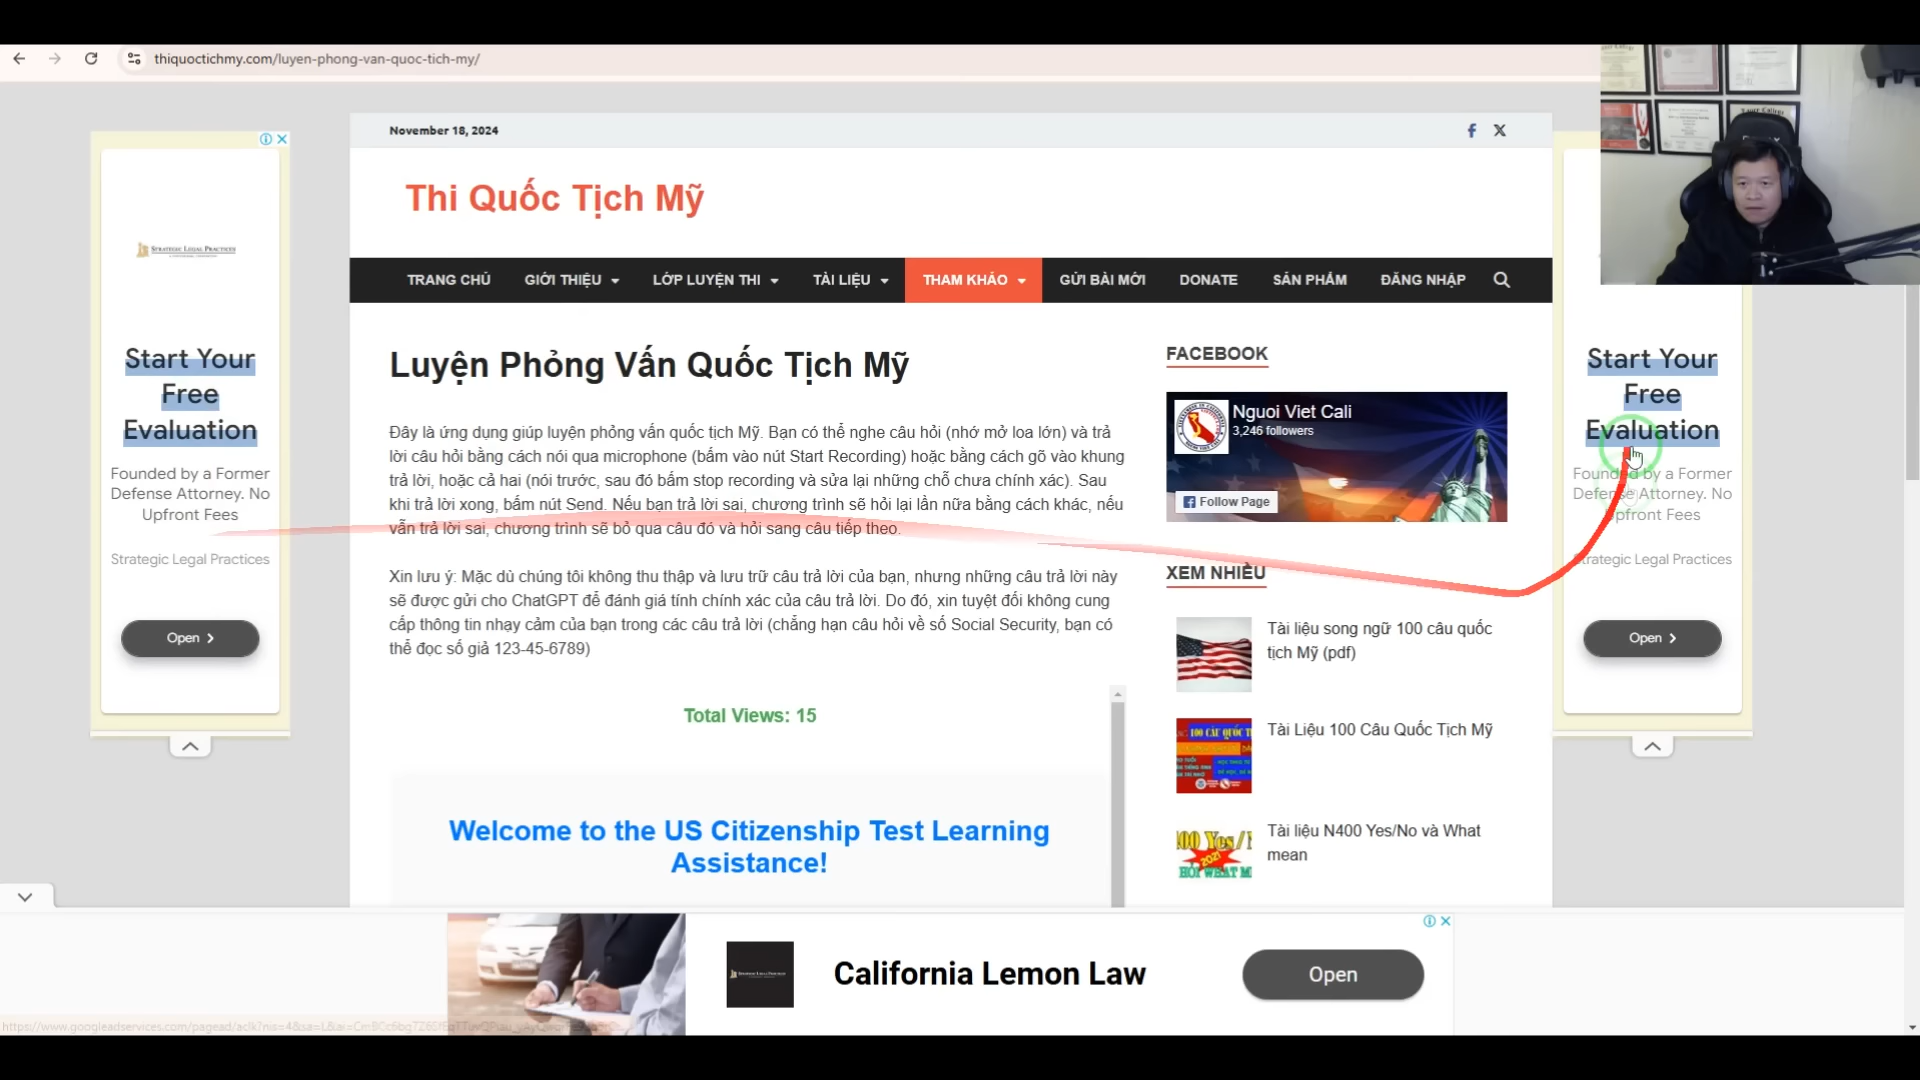 thiquoctichmy.com/luyen-phong-van-quoc-tich-my/
November 18, 2024
Thi Quốc Tịch Mỹ
TRANG CHỦ GIỚI THIỆU LỚP LUYỆN THI TÀI LIỆU THAM KHẢO GỬI BÀI MỚI DONATE SẢN PHẨM ĐĂNG NHẬP
STRATEGIC LEGAL PRACTICES
Start Your
Free
Evaluation
Founded by a Former
Defense Attorney. No
Upfront Fees
Strategic Legal Practices
Open
Luyện Phỏng Vấn Quốc Tịch Mỹ
Đây là ứng dụng giúp luyện phỏng vấn quốc tịch Mỹ. Bạn có thể nghe câu hỏi (nhớ mở loa lớn) và trả
lời câu hỏi bằng cách nói qua microphone (bấm vào nút Start Recording) hoặc bằng cách gõ vào khung
trả lời, hoặc cả hai (nói trước, sau đó bấm stop recording và sửa lại những chỗ chưa chính xác). Sau
khi trả lời xong, bấm nút Send. Nếu bạn trả lời sai, chương trình sẽ hỏi lại lần nữa bằng cách khác, nếu
vẫn trả lời sai, chương trình sẽ bỏ qua câu đó và hỏi sang câu tiếp theo.
Xin lưu ý: Mặc dù chúng tôi không thu thập và lưu trữ câu trả lời của bạn, nhưng những câu trả lời này
sẽ được gửi cho ChatGPT để đánh giá tính chính xác của câu trả lời. Do đó, xin tuyệt đối không cung
cấp thông tin nhạy cảm của bạn trong các câu trả lời (chẳng hạn câu hỏi về số Social Security, bạn có
thể đọc số giả 123-45-6789)
Total Views: 15
Welcome to the US Citizenship Test Learning
Assistance!
FACEBOOK
Nguoi Viet Cali
3,246 followers
Follow Page
XEM NHIỀU
Tài liệu song ngữ 100 câu quốc
tịch Mỹ (pdf)
Tài Liệu 100 Câu Quốc Tịch Mỹ
Tài liệu N400 Yes/No và What
mean
Start Your
Free
Evaluation
Founded by a Former
Defense Attorney. No
Upfront Fees
Strategic Legal Practices
Open
California Lemon Law
Open